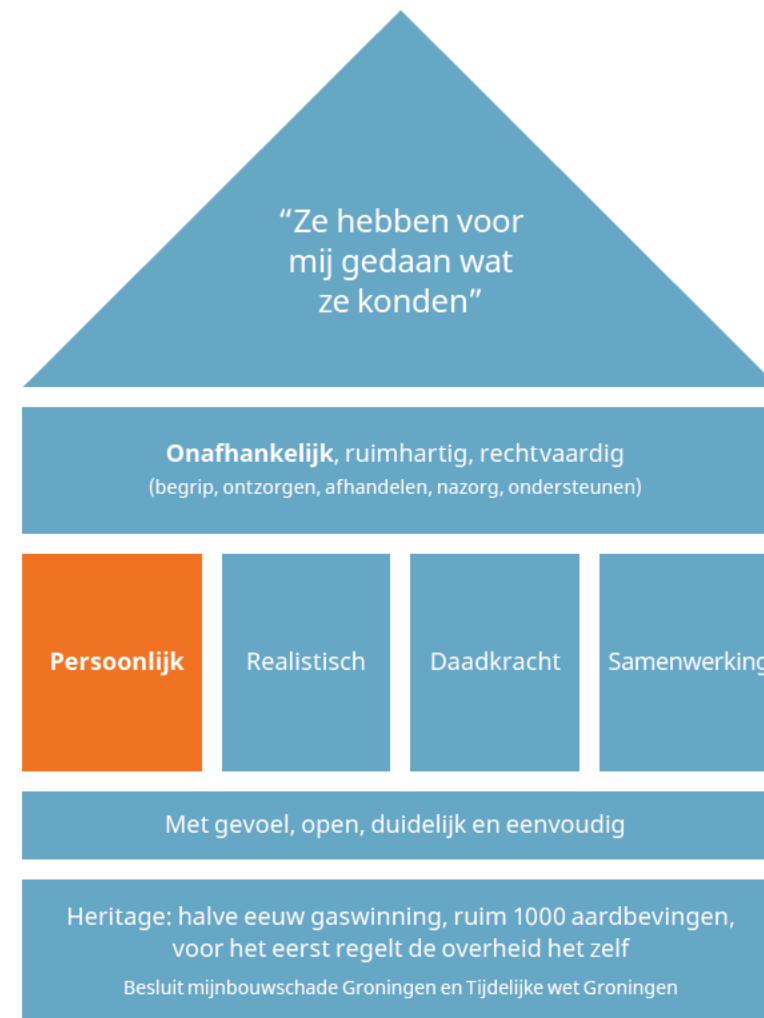 “Ze hebben voor
mij gedaan wat
ze konden”
Onafhankelijk, ruimhartig, rechtvaardig
(begrip, ontzorgen, afhandelen, nazorg, ondersteunen)
Persoonlijk
Realistisch
Daadkracht
Samenwerking
Met gevoel, open, duidelijk en eenvoudig
Heritage: halve eeuw gaswinning, ruim 1000 aardbevingen,
voor het eerst regelt de overheid het zelf
Besluit mijnbouwschade Groningen en Tijdelijke wet Groningen